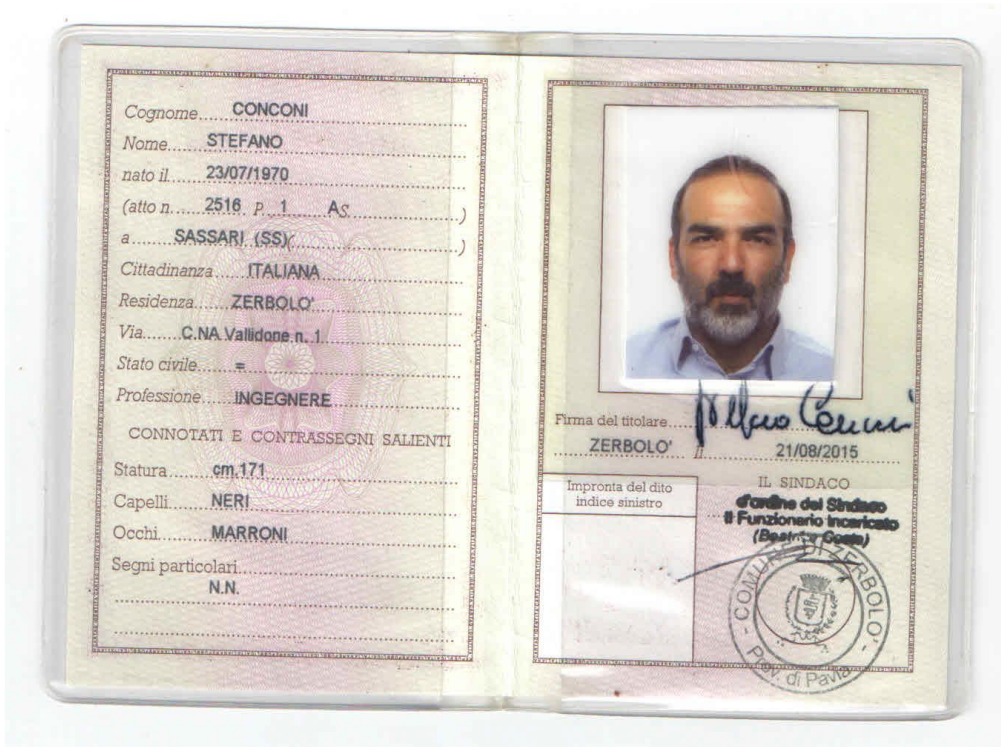 Cognome CONCONI
Nome STEFANO
nato il 23/07/1970
(atto n. 2516 P. 1 A S. )
a SASSARI (SS) ( )
Cittadinanza ITALIANA
Residenza ZERBOLO'
Via C.NA Vallidone n. 1
Stato civile =
Professione INGEGNERE
CONNOTATI E CONTRASSEGNI SALIENTI
Statura cm.171
Capelli NERI
Occhi MARRONI
Segni particolari
N.N.
Firma del titolare
ZERBOLO' li 21/08/2015
Impronta del dito
indice sinistro
IL SINDACO
d'ordine del Sindaco
Il Funzionario Incaricato
COMUNE DI ZERBOLO'
Prov. di Pavia